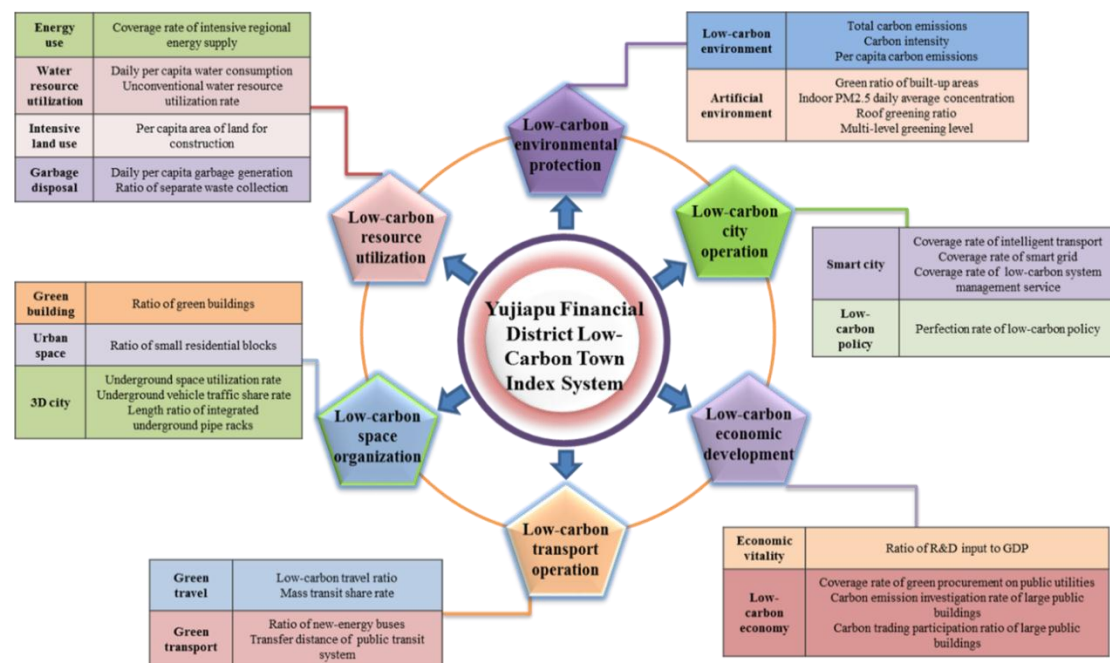 Energy use
Coverage rate of intensive regional
energy supply
Water
resource
utilization
Daily per capita water consumption
Unconventional water resource
utilization rate
Intensive
land use
Per capita area of land for
construction
Garbage
disposal
Daily per capita garbage generation
Ratio of separate waste collection
Low-carbon
environment
Total carbon emissions
Carbon intensity
Per capita carbon emissions
Artificial
environment
Green ratio of built-up areas
Indoor PM2.5 daily average concentration
Roof greening ratio
Multi-level greening level
Low-carbon
environmental
protection
Low-carbon
resource
utilization
Low-carbon
city
operation
Smart city
Coverage rate of intelligent transport
Coverage rate of smart grid
Coverage rate of low-carbon system
management service
Low-
carbon
policy
Perfection rate of low-carbon policy
Green
building
Ratio of green buildings
Urban
space
Ratio of small residential blocks
3D city
Underground space utilization rate
Underground vehicle traffic share rate
Length ratio of integrated
underground pipe racks
Yujiapu Financial
District Low-
Carbon Town
Index System
Low-carbon
space
organization
Low-carbon
economic
development
Low-carbon
transport
operation
Economic
vitality
Ratio of R&D input to GDP
Low-
carbon
economy
Coverage rate of green procurement on public utilities
Carbon emission investigation rate of large public
buildings
Carbon trading participation ratio of large public
buildings
Green
travel
Low-carbon travel ratio
Mass transit share rate
Green
transport
Ratio of new-energy buses
Transfer distance of public transit
system